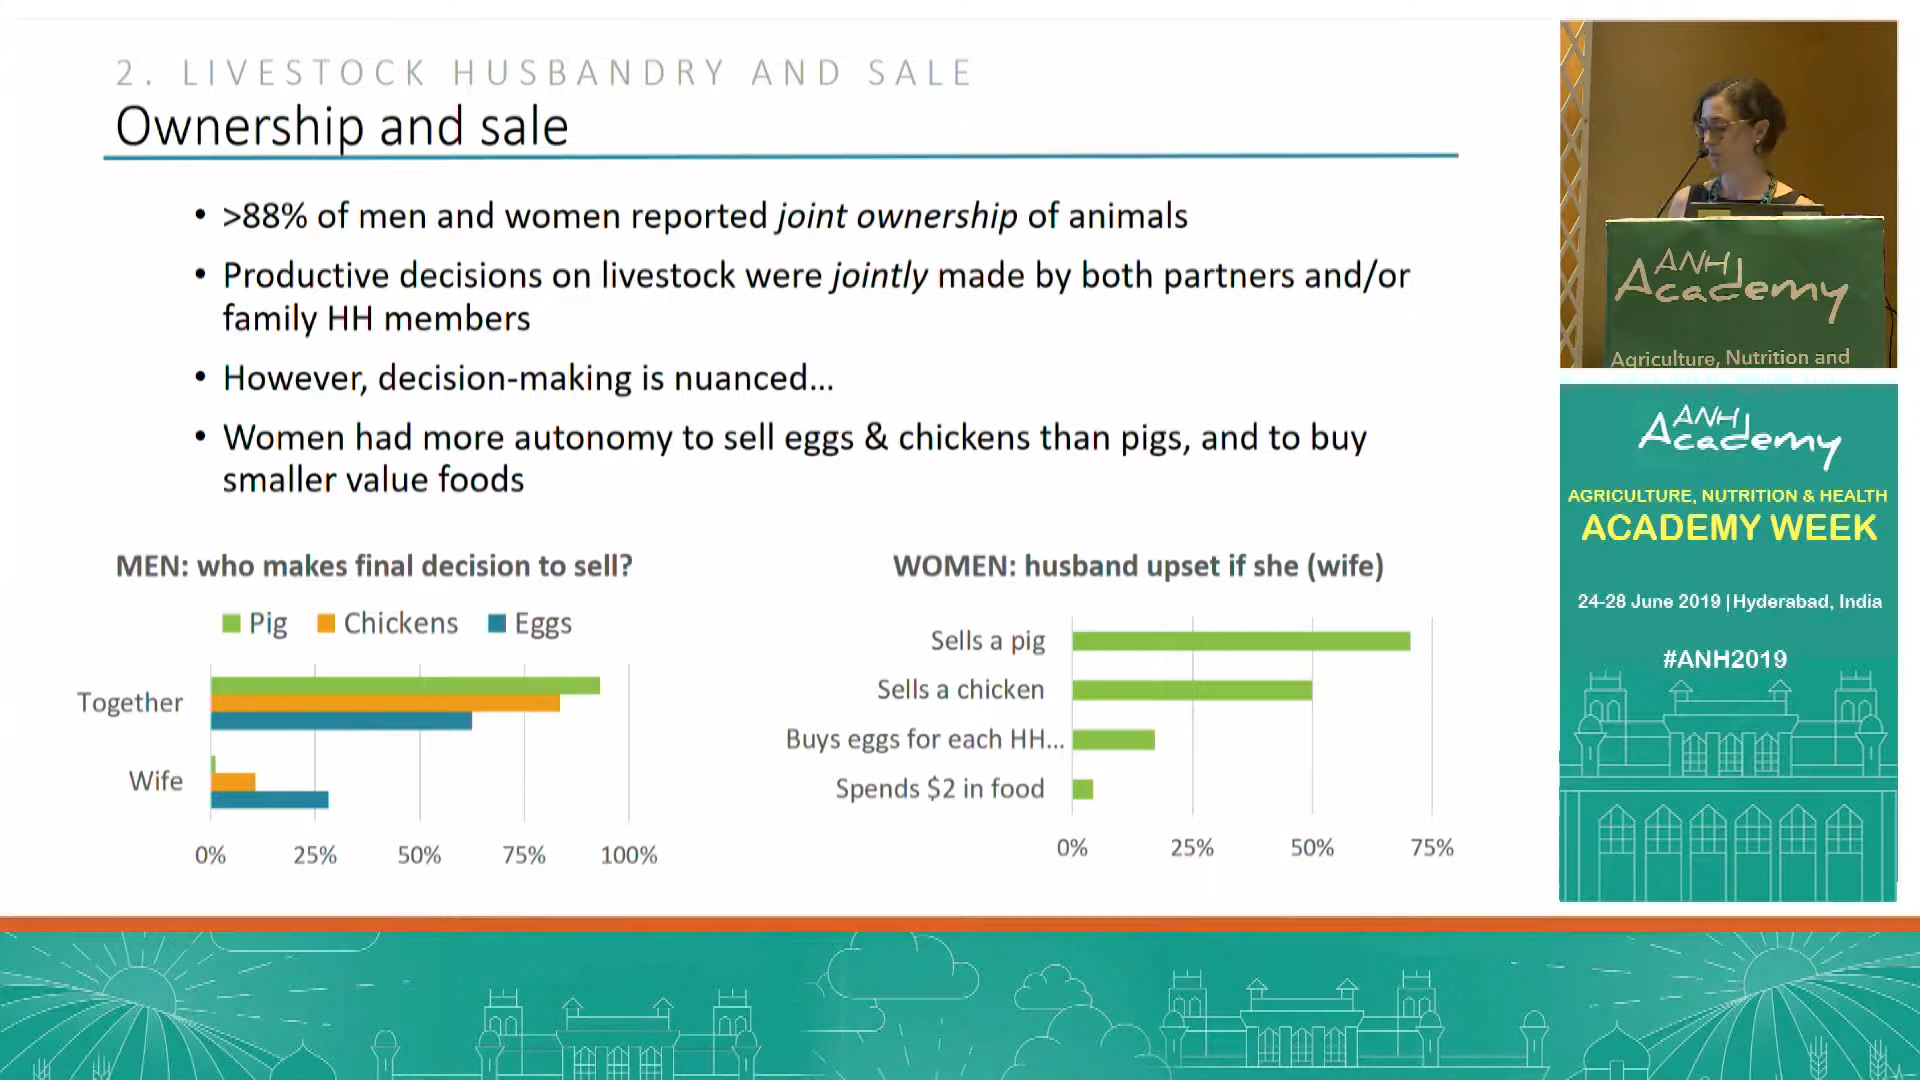 2. LIVESTOCK HUSBANDRY AND SALE
Ownership and sale
• >88% of men and women reported joint ownership of animals
• Productive decisions on livestock were jointly made by both partners and/or
family HH members
• However, decision-making is nuanced...
• Women had more autonomy to sell eggs & chickens than pigs, and to buy
smaller value foods
MEN: who makes final decision to sell?
Pig Chickens Eggs
Together
Wife
0% 25% 50% 75% 100%
WOMEN: husband upset if she (wife)
Sells a pig
Sells a chicken
Buys eggs for each HH...
Spends $2 in food
0% 25% 50% 75%
ANH
Academy
Agriculture, Nutrition and
ANH
Academy
AGRICULTURE, NUTRITION & HEALTH
ACADEMY WEEK
24-28 June 2019 | Hyderabad, India
#ANH2019